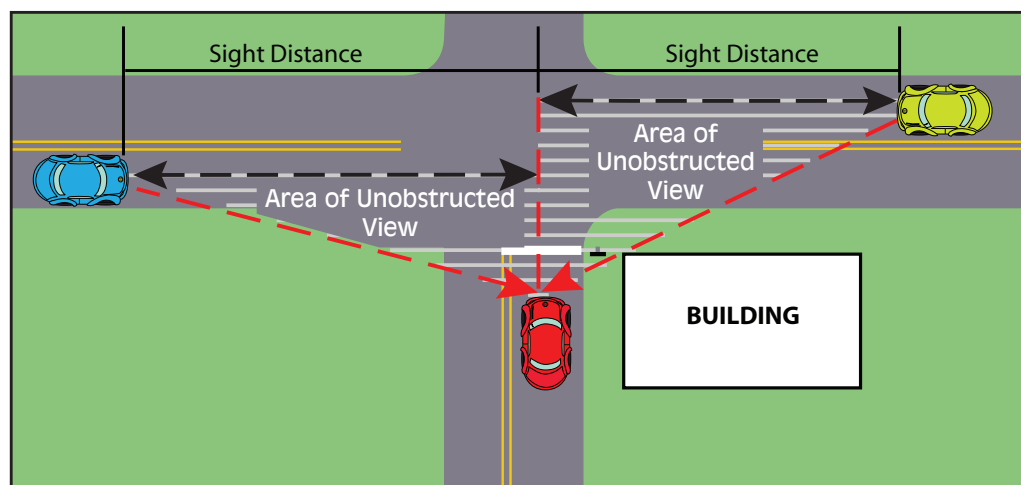 Sight Distance
Sight Distance
Area of
Unobstructed
View
Area of Unobstructed
View
BUILDING